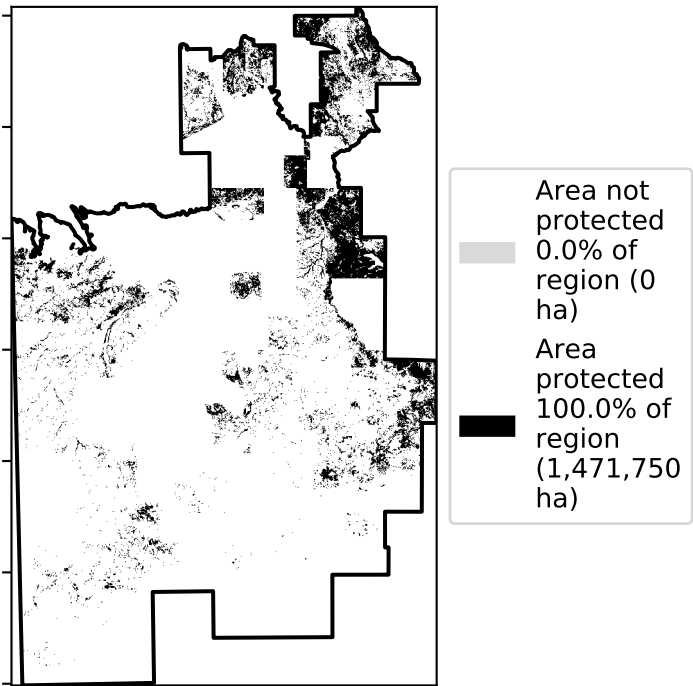 Area not
protected
0.0% of
region (0
ha)
Area
protected
100.0% of
region
(1,471,750
ha)